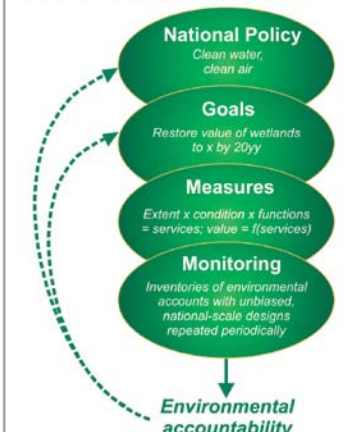 National Policy
Clean water,
clean air
Goals
Restore value of wetlands
to x by 20yy
Measures
Extent x condition x functions
= services; value = f(services)
Monitoring
Inventories of environmental
accounts with unbiased,
national-scale designs
repeated periodically
Environmental
accountability